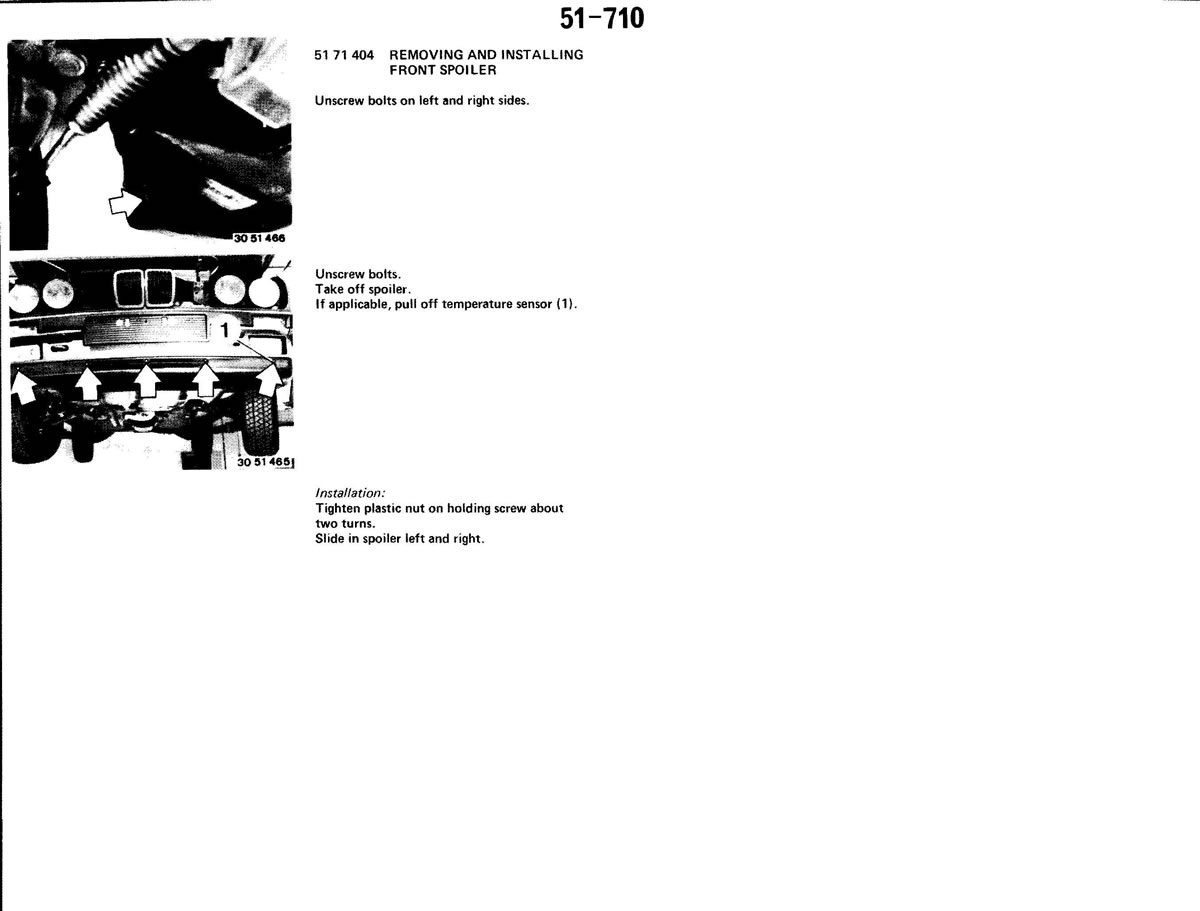 51-710
51 71 404 REMOVING AND INSTALLING
FRONT SPOILER
Unscrew bolts on left and right sides.
30 51 466
Unscrew bolts.
Take off spoiler.
If applicable, pull off temperature sensor (1).
1
30 51 465
Installation:
Tighten plastic nut on holding screw about
two turns.
Slide in spoiler left and right.